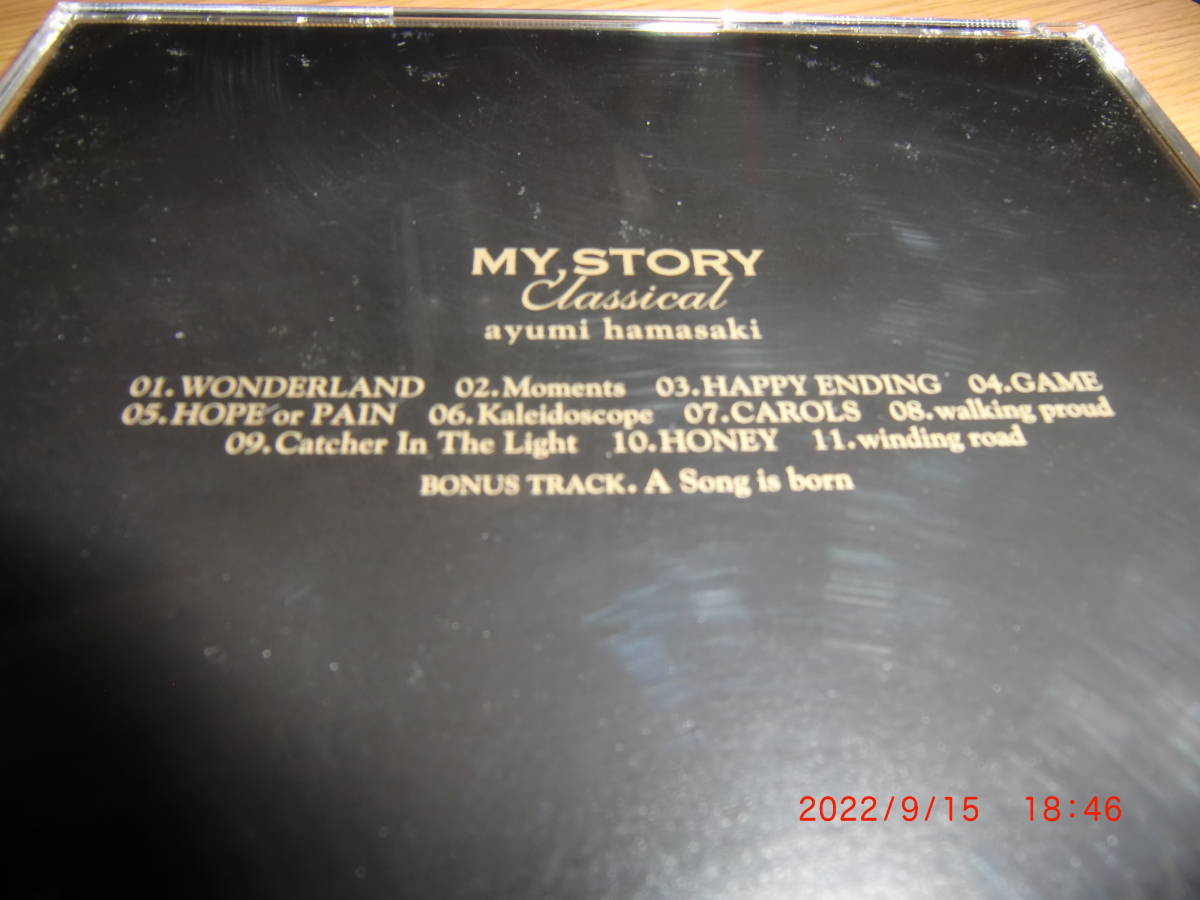 MY STORY
Classical
ayumi hamasaki
01.WONDERLAND 02.Moments 03.HAPPY ENDING 04.GAME
05.HOPE or PAIN 06.Kaleidoscope 07.CAROLS 08.walking proud
09.Catcher In The Light 10.HONEY 11.winding road
BONUS TRACK. A Song is born
2022/9/15 18:46